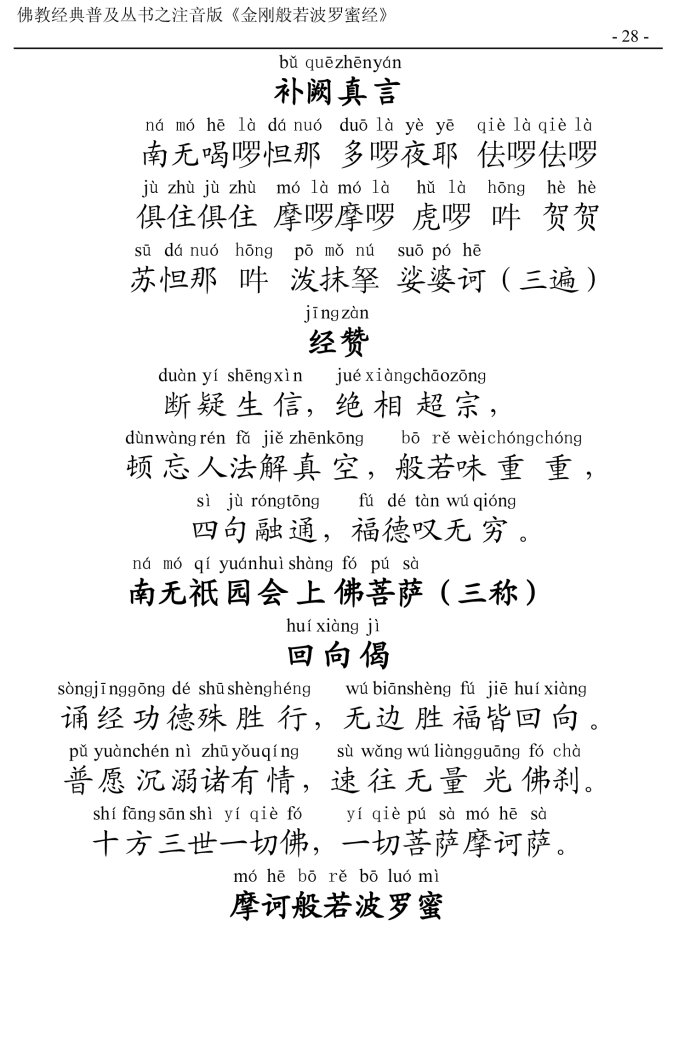 佛教经典普及丛书之注音版《金刚般若波罗蜜经》
- 28 -
bǔ quēzhēnyán
补阙真言
ná mó hē là dá nuó duō là yè yē qiè là qiè là
南无喝啰怛那 多啰夜耶 佉啰佉啰
jù zhù jù zhù mó là mó là hǔ là hōng hè hè
俱住俱住 摩啰摩啰 虎啰 吽 贺贺
sū dá nuó hōng pō mǒ nú suō pó hē
苏怛那 吽 泼抹拏 娑婆诃（三遍）
jīngzàn
经赞
duàn yí shēngxìn jué xiàngchāozōng
断疑生信，绝相超宗，
dùnwàngrén fǎ jiě zhēnkōng bō rě wèichóngchóng
顿忘人法解真空，般若味重重，
sì jù róngtōng fú dé tàn wú qióng
四句融通，福德叹无穷。
ná mó qí yuánhuì shàng fó pú sà
南无祇园会上佛菩萨（三称）
huí xiàng jì
回向偈
sòngjīnggōng dé shūshènghéng wú biānshèng fú jiē huí xiàng
诵经功德殊胜行，无边胜福皆回向。
pǔ yuànchén nì zhūyǒuqíng sù wǎng wú liàngguāng fó chà
普愿沉溺诸有情，速往无量光佛刹。
shí fāngsān shì yí qiè fó yí qiè pú sà mó hē sà
十方三世一切佛，一切菩萨摩诃萨。
mó hē bō rě bō luó mì
摩诃般若波罗蜜